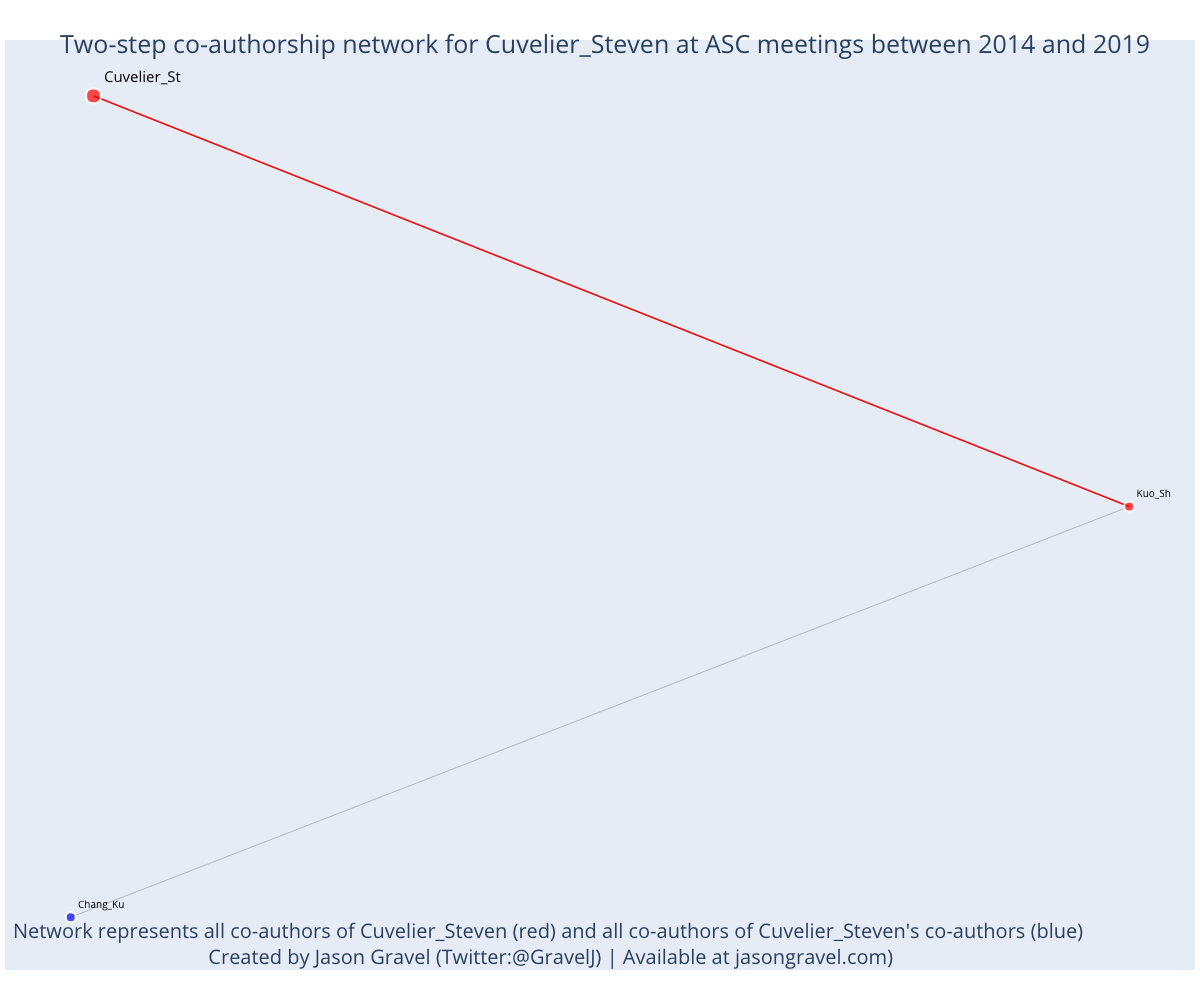 Two-step co-authorship network for Cuvelier_Steven at ASC meetings between 2014 and 2019
Cuvelier_St
Kuo_Sh
Chang_Ku
Network represents all co-authors of Cuvelier_Steven (red) and all co-authors of Cuvelier_Steven's co-authors (blue)
Created by Jason Gravel (Twitter:@GravelJ) | Available at jasongravel.com)